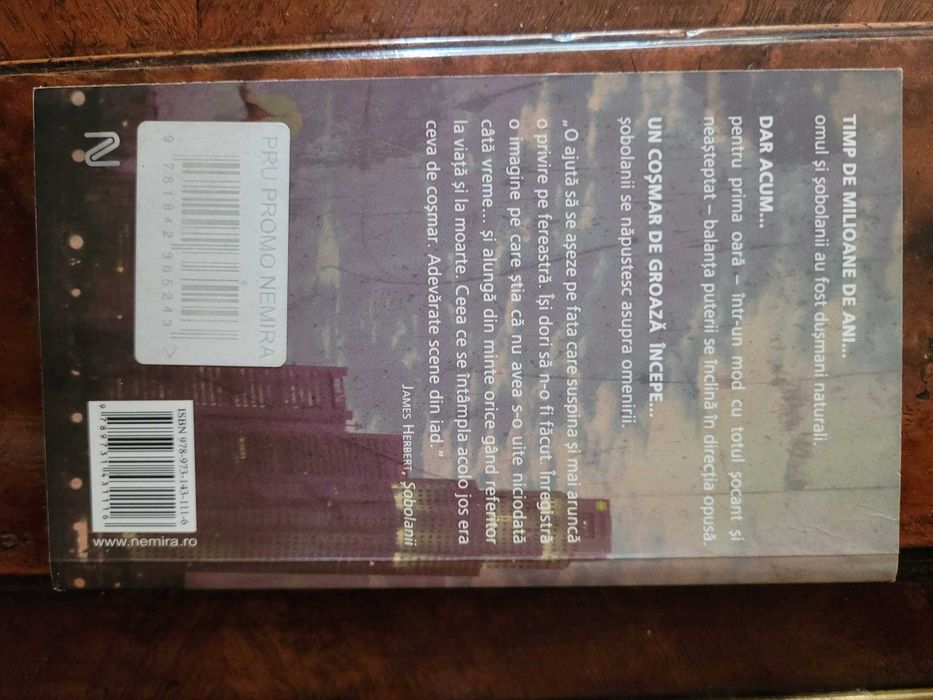 TIMP DE MILIOANE DE ANI...
omul și șobolanii au fost dușmani naturali.
DAR ACUM...
pentru prima oară – într-un mod cu totul șocant și
neașteptat – balanța puterii se înclină în direcția opusă.
UN COȘMAR DE GROAZĂ ÎNCEPE...
șobolanii se năpustesc asupra omenirii.
„O ajută să se așeze pe fata care suspina și mai aruncă
o privire pe fereastră. Își dori să n-o fi făcut. Înregistră
o imagine pe care știa că nu avea s-o uite niciodată
câtă vreme... și alungă din minte orice gând referitor
la viață și la moarte. Ceea ce se întâmpla acolo jos era
ceva de coșmar. Adevărate scene din iad.”
JAMES HERBERT, Șobolanii
PRU PROMO NEMIRA
9 781842 365243 >
ISBN 978-973-143-111-6
9 789731 431116
www.nemira.ro